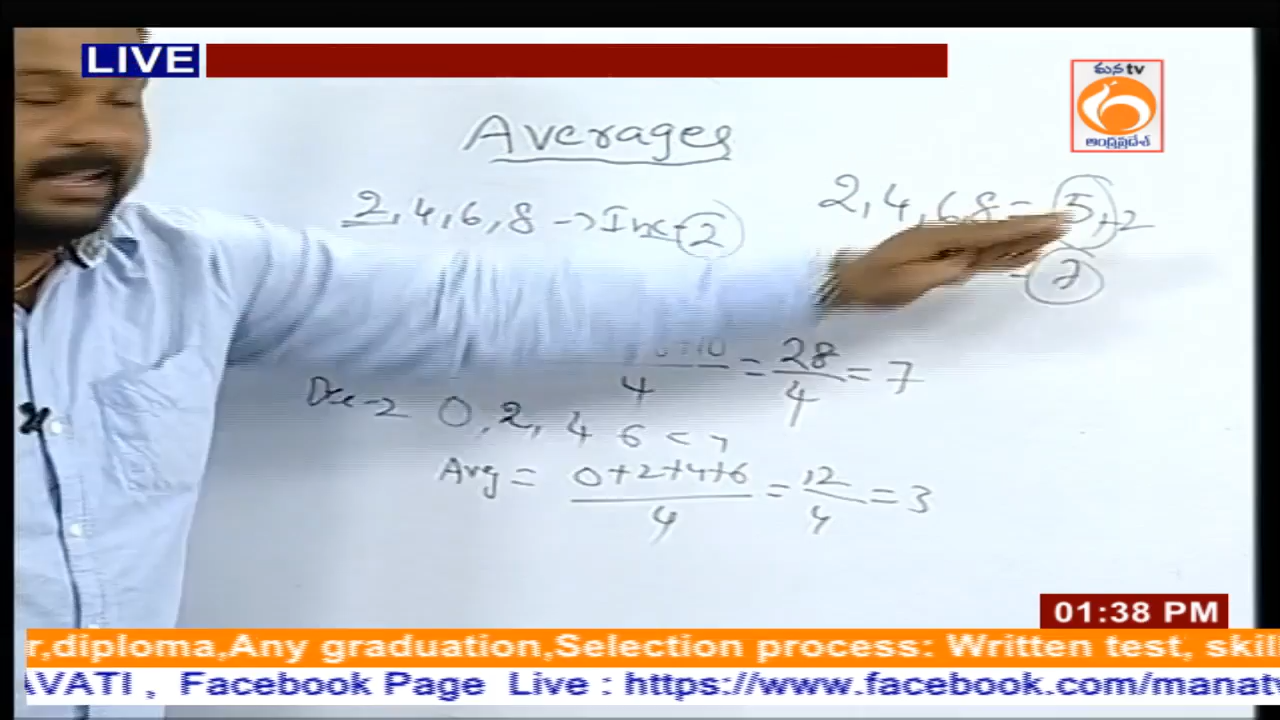 LIVE
మన tv
ఆంధ్రప్రదేశ్
Averages
2, 4, 6, 8 → Inc - 2
2, 4, 6, 8 = 5, +2
7
4 = 28/4 = 7
Dec - 2 0, 2, 4 6
Avg = 0+2+4+6/4 = 12/4 = 3
01:38 PM
r,diploma,Any graduation,Selection process: Written test, skil
AVATI , Facebook Page Live : https://www.facebook.com/manatv